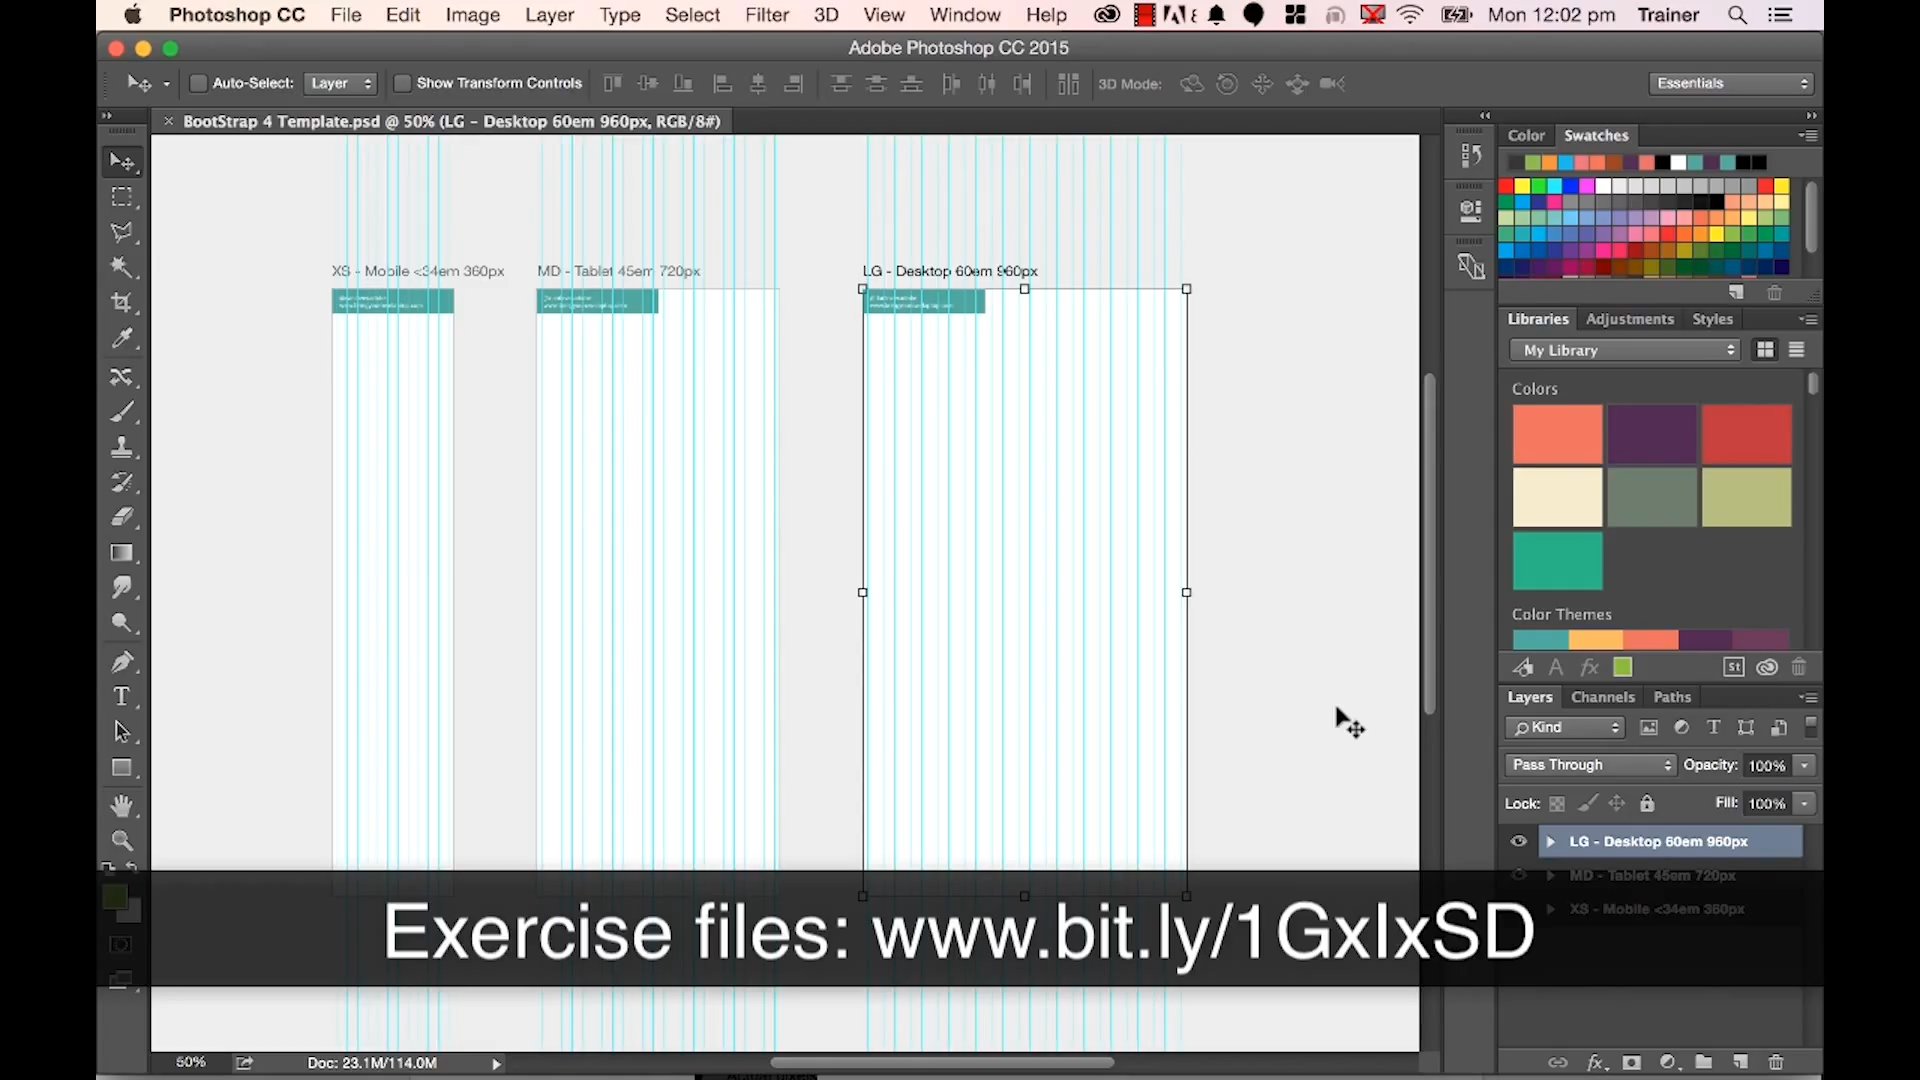 Photoshop CC File Edit Image Layer Type Select Filter 3D View Window Help Mon 12:02 pm Trainer
Adobe Photoshop CC 2015
Auto-Select: Layer Show Transform Controls 3D Mode: Essentials
× BootStrap 4 Template.psd @ 50% (LG - Desktop 60em 960px, RGB/8#)
Color Swatches
XS - Mobile <34em 360px MD - Tablet 45em 720px LG - Desktop 60em 960px
Libraries Adjustments Styles
My Library
Colors
Color Themes
St
Layers Channels Paths
Kind
Pass Through Opacity: 100%
Lock: Fill: 100%
LG - Desktop 60em 960px
MD - Tablet 45em 720px
XS - Mobile <34em 360px
Exercise files: www.bit.ly/1GxIxSD
50% Doc: 23.1M/114.0M